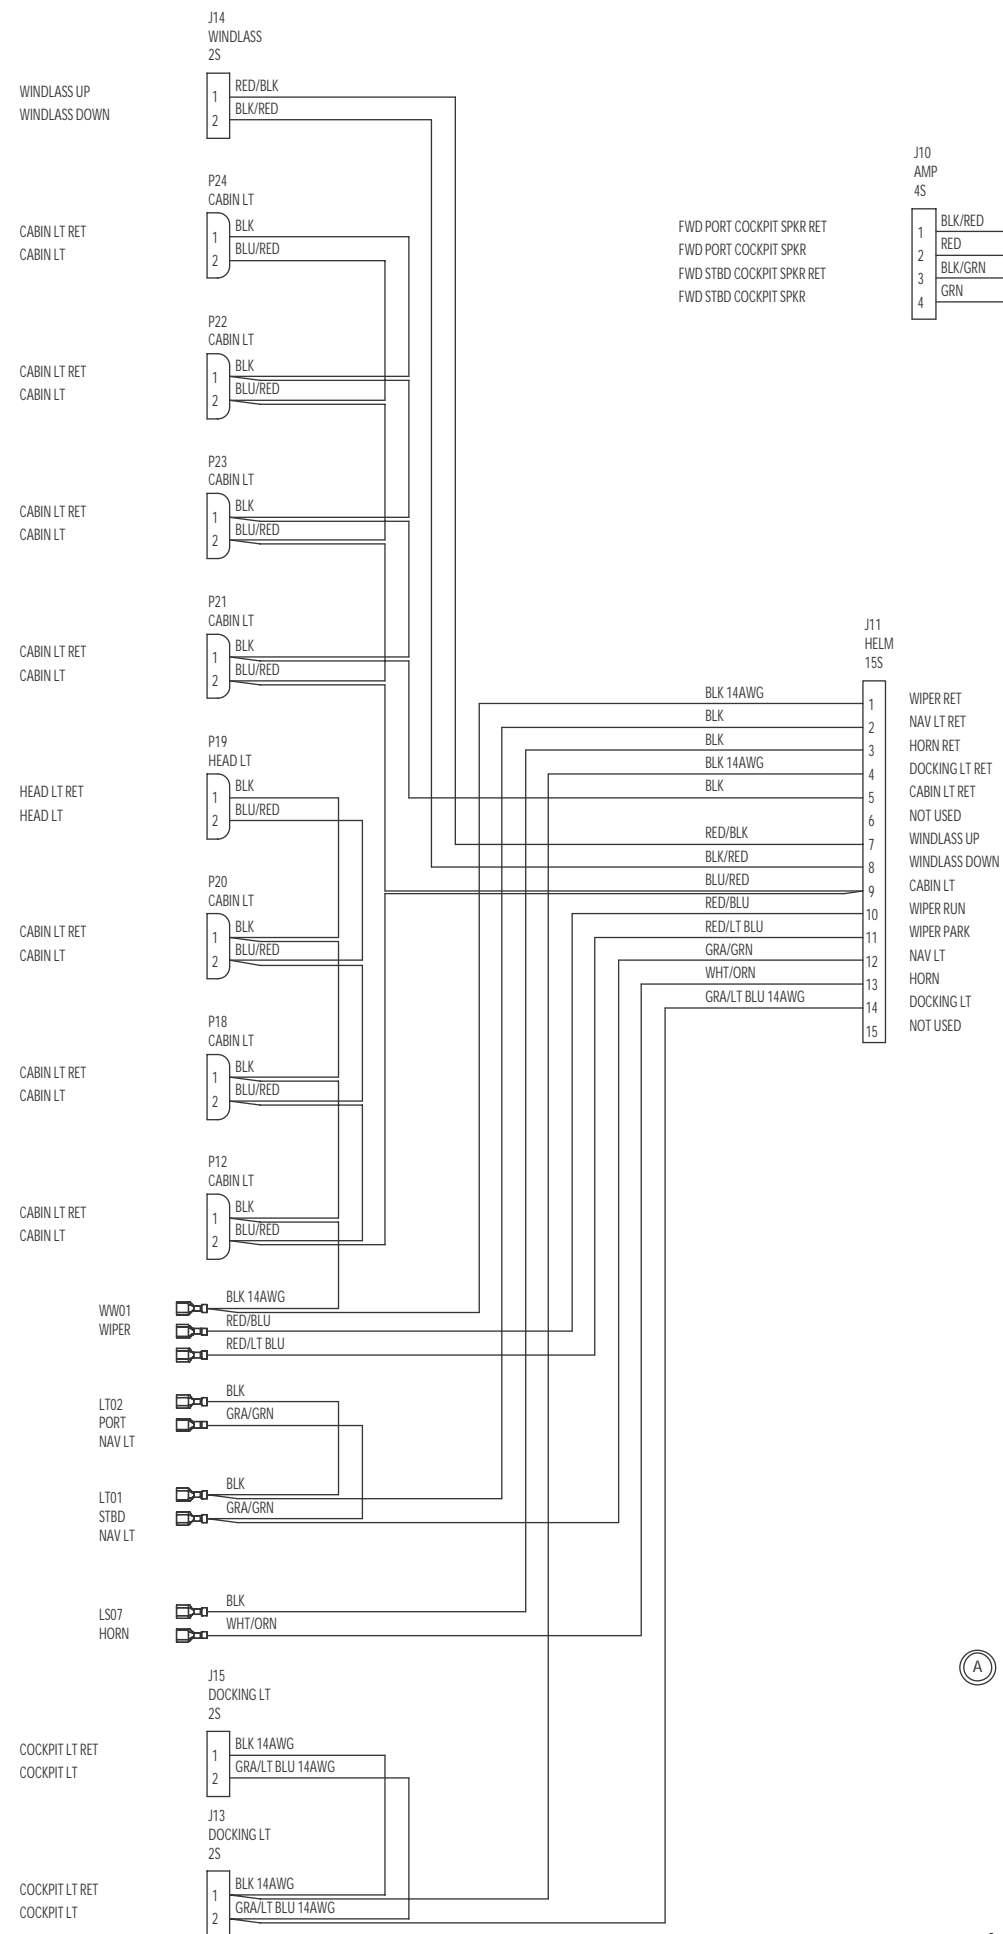 J14
WINDLASS
2S
WINDLASS UP
WINDLASS DOWN
1
2
RED/BLK
BLK/RED
P24
CABIN LT
CABIN LT RET
CABIN LT
1
2
BLK
BLU/RED
P22
CABIN LT
CABIN LT RET
CABIN LT
1
2
BLK
BLU/RED
P23
CABIN LT
CABIN LT RET
CABIN LT
1
2
BLK
BLU/RED
P21
CABIN LT
CABIN LT RET
CABIN LT
1
2
BLK
BLU/RED
P19
HEAD LT
HEAD LT RET
HEAD LT
1
2
BLK
BLU/RED
P20
CABIN LT
CABIN LT RET
CABIN LT
1
2
BLK
BLU/RED
P18
CABIN LT
CABIN LT RET
CABIN LT
1
2
BLK
BLU/RED
P12
CABIN LT
CABIN LT RET
CABIN LT
1
2
BLK
BLU/RED
WW01
WIPER
BLK 14AWG
RED/BLU
RED/LT BLU
LT02
PORT
NAV LT
BLK
GRA/GRN
LT01
STBD
NAV LT
BLK
GRA/GRN
LS07
HORN
BLK
WHT/ORN
J15
DOCKING LT
2S
COCKPIT LT RET
COCKPIT LT
1
2
BLK 14AWG
GRA/LT BLU 14AWG
J13
DOCKING LT
2S
COCKPIT LT RET
COCKPIT LT
1
2
BLK 14AWG
GRA/LT BLU 14AWG
J10
AMP
4S
FWD PORT COCKPIT SPKR RET
FWD PORT COCKPIT SPKR
FWD STBD COCKPIT SPKR RET
FWD STBD COCKPIT SPKR
1
2
3
4
BLK/RED
RED
BLK/GRN
GRN
J11
HELM
15S
BLK 14AWG 1 WIPER RET
BLK 2 NAV LT RET
BLK 3 HORN RET
BLK 14AWG 4 DOCKING LT RET
BLK 5 CABIN LT RET
6 NOT USED
RED/BLK 7 WINDLASS UP
BLK/RED 8 WINDLASS DOWN
BLU/RED 9 CABIN LT
RED/BLU 10 WIPER RUN
RED/LT BLU 11 WIPER PARK
GRA/GRN 12 NAV LT
WHT/ORN 13 HORN
GRA/LT BLU 14AWG 14 DOCKING LT
15 NOT USED
A